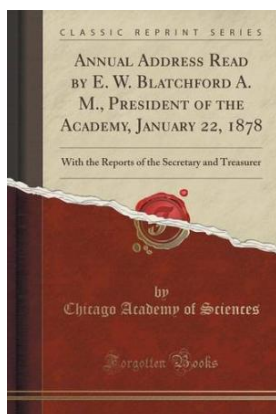 CLASSIC REPRINT SERIES
ANNUAL ADDRESS READ
BY E. W. BLATCHFORD A.
M., PRESIDENT OF THE
ACADEMY, JANUARY 22, 1878
With the Reports of the Secretary and Treasurer
by
Chicago Academy of Sciences
Forgotten Books